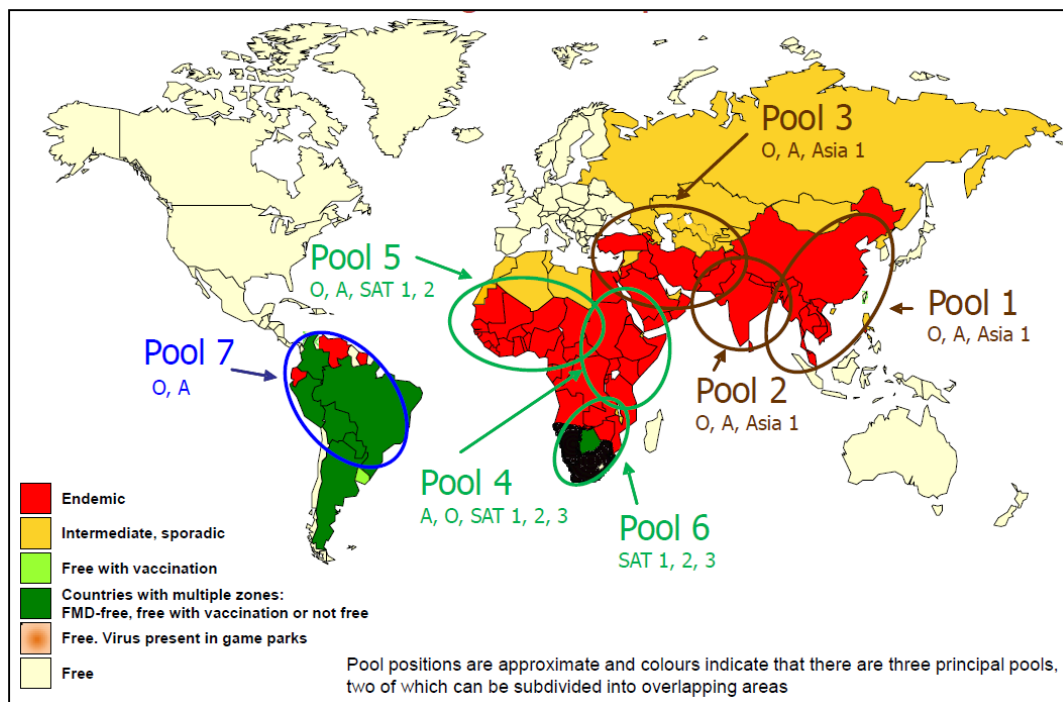 Pool 3
O, A, Asia 1
Pool 5
O, A, SAT 1, 2
Pool 1
O, A, Asia 1
Pool 7
O, A
Pool 2
O, A, Asia 1
Pool 4
A, O, SAT 1, 2, 3
Pool 6
SAT 1, 2, 3
Endemic
Intermediate, sporadic
Free with vaccination
Countries with multiple zones:
FMD-free, free with vaccination or not free
Free. Virus present in game parks
Free
Pool positions are approximate and colours indicate that there are three principal pools,
two of which can be subdivided into overlapping areas